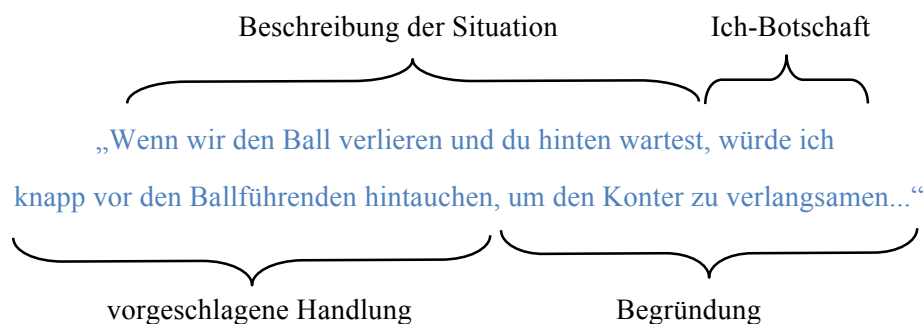 Beschreibung der Situation Ich-Botschaft
„Wenn wir den Ball verlieren und du hinten wartest, würde ich
knapp vor den Ballführenden hintauchen, um den Konter zu verlangsamen...“
vorgeschlagene Handlung Begründung